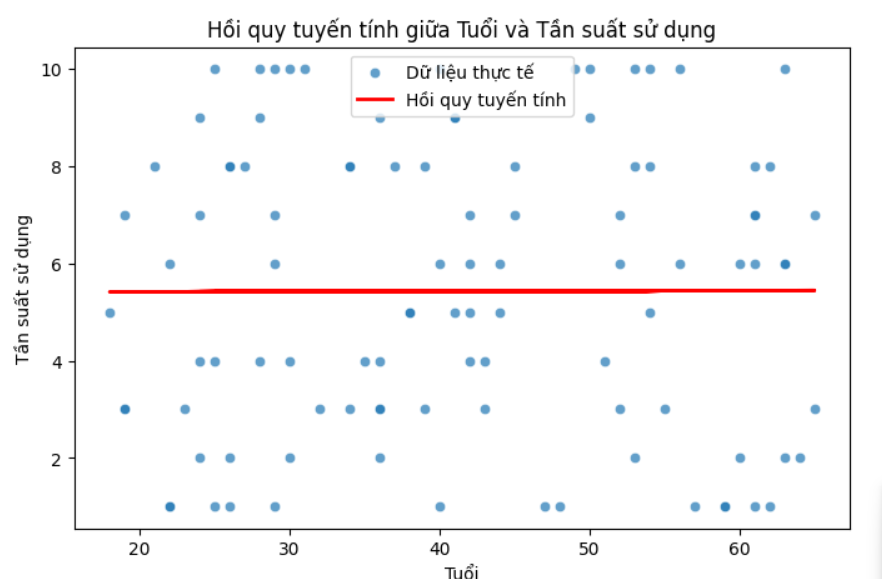 Hồi quy tuyến tính giữa Tuổi và Tần suất sử dụng
Dữ liệu thực tế
Hồi quy tuyến tính
Tần suất sử dụng
10
8
6
4
2
20
30
40
50
60
Tuổi